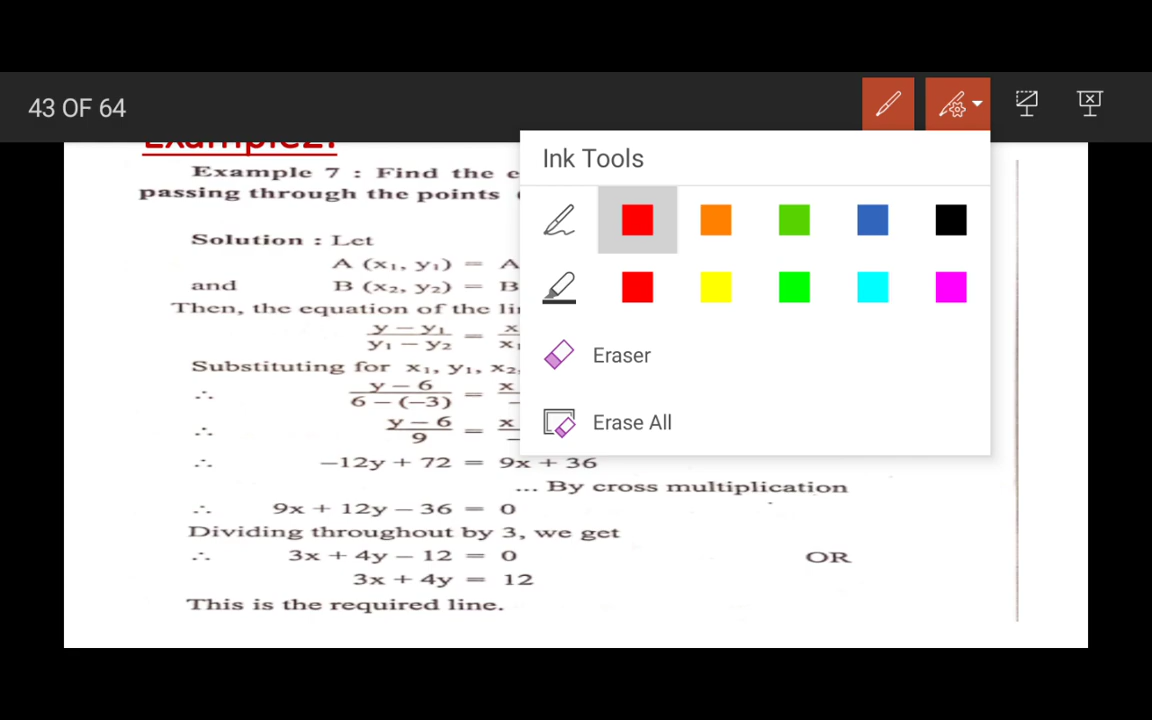 43 OF 64
Example2:
Example 7 : Find the
passing through the points
Solution : Let
A (x₁, y₁) = A
and B (x₂, y₂) = B
Then, the equation of the
y – y₁ / y₁ – y₂ = x
Substituting for x₁, y₁, x₂
∴ y – 6 / 6 – (–3) = x
∴ y – 6 / 9 = x
∴ –12y + 72 = 9x + 36
... By cross multiplication
∴ 9x + 12y – 36 = 0
Dividing throughout by 3, we get
∴ 3x + 4y – 12 = 0 OR
3x + 4y = 12
This is the required line.
Ink Tools
Eraser
Erase All